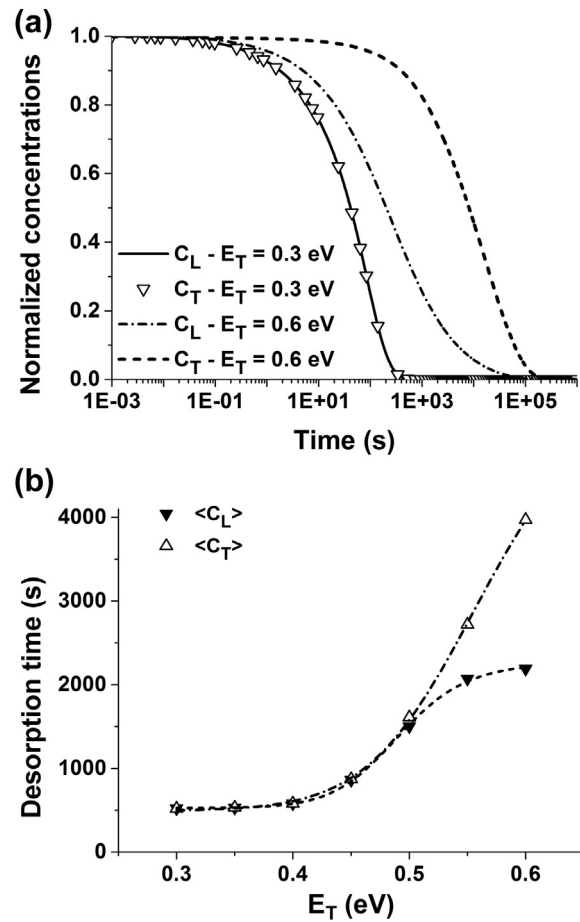 (a)
Normalized concentrations
1.0
0.8
0.6
0.4
0.2
0.0
C_L - E_T = 0.3 eV
C_T - E_T = 0.3 eV
C_L - E_T = 0.6 eV
C_T - E_T = 0.6 eV
1E-03 1E-01 1E+01 1E+03 1E+05
Time (s)
(b)
Desorption time (s)
4000
3000
2000
1000
0
<C_L>
<C_T>
0.3 0.4 0.5 0.6
E_T (eV)